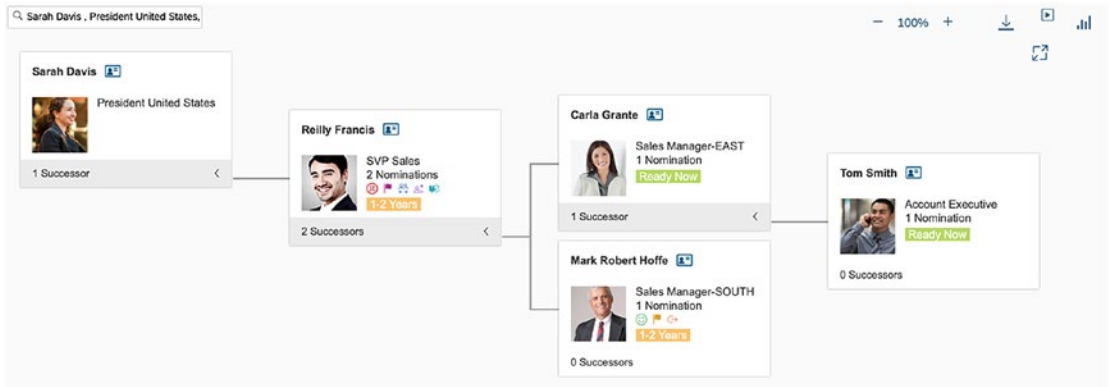 Sarah Davis , President United States,
100%
Sarah Davis
President United States
1 Successor
Reilly Francis
SVP Sales
2 Nominations
1-2 Years
2 Successors
Carla Grante
Sales Manager-EAST
1 Nomination
Ready Now
1 Successor
Mark Robert Hoffe
Sales Manager-SOUTH
1 Nomination
1-2 Years
0 Successors
Tom Smith
Account Executive
1 Nomination
Ready Now
0 Successors